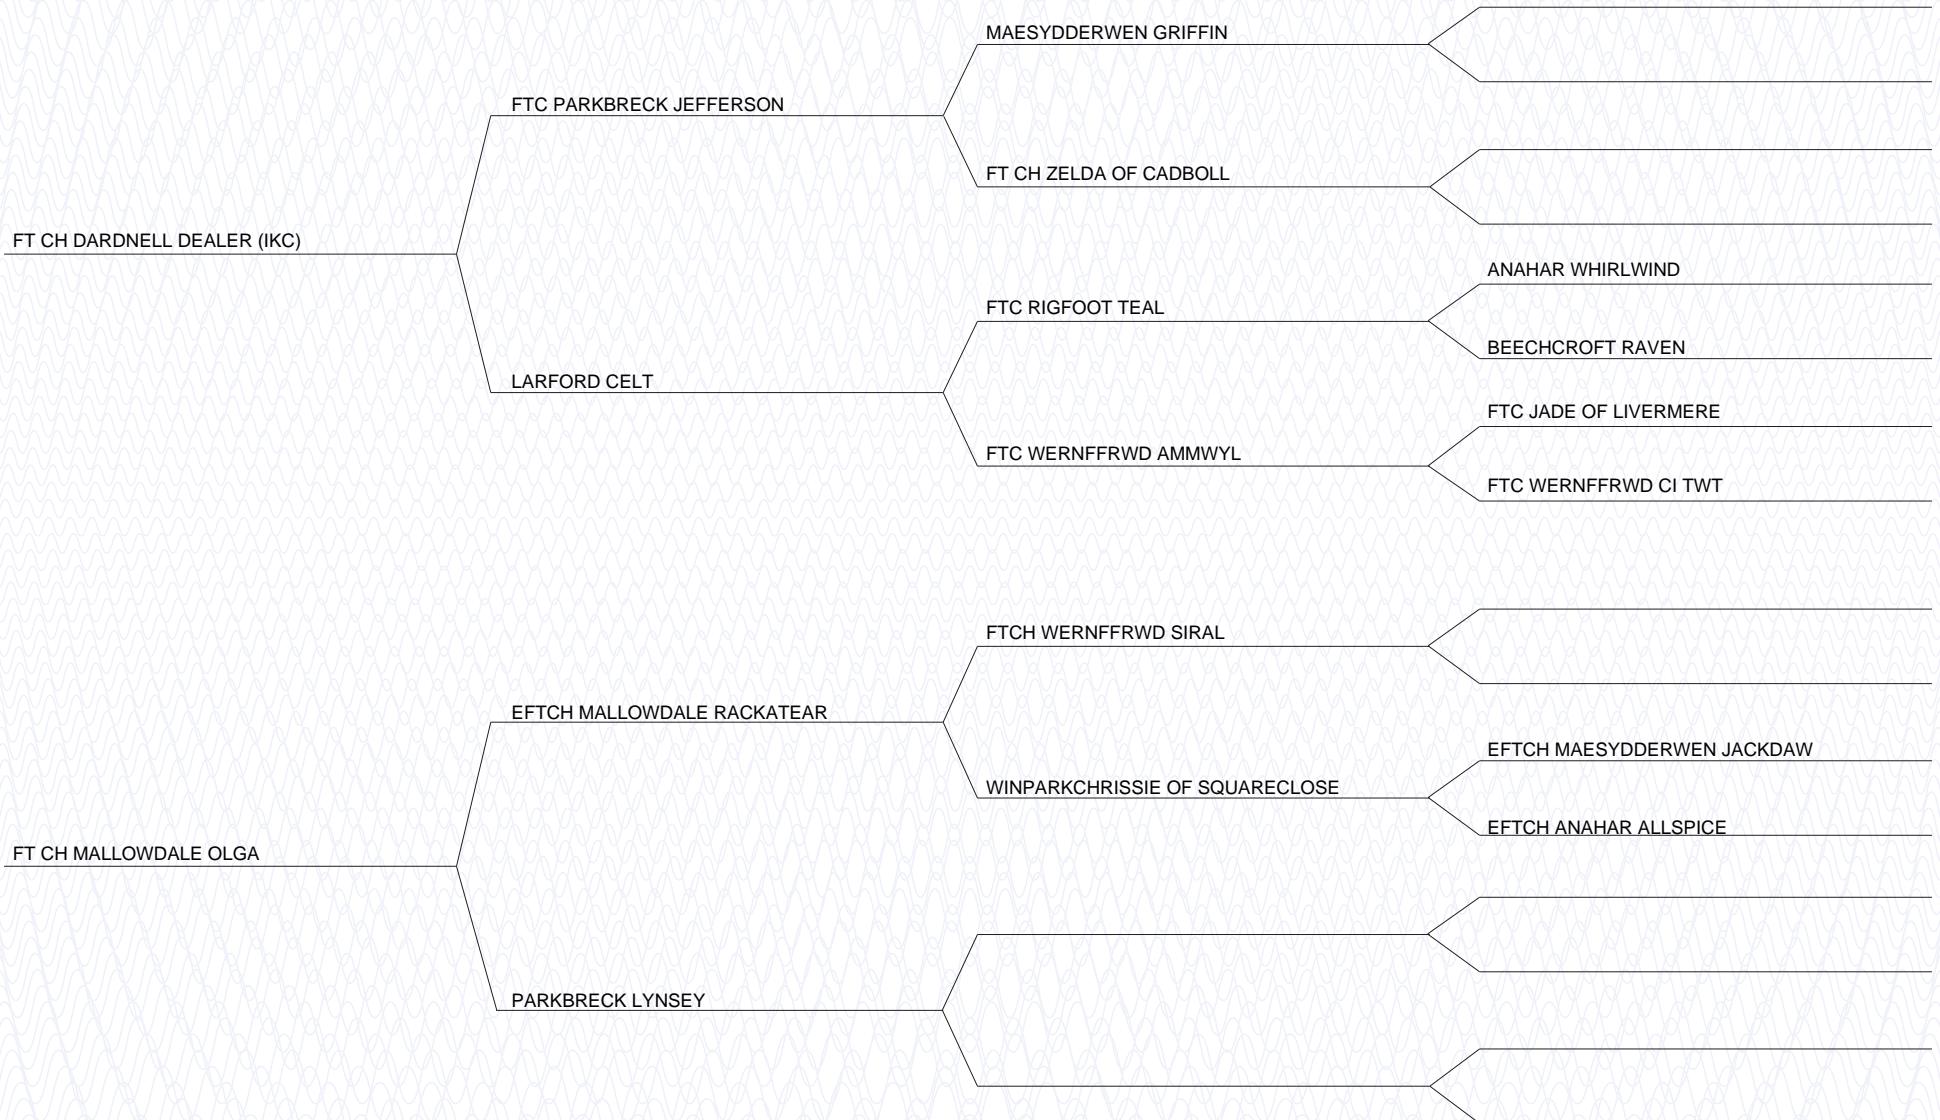 MAESYDDERWEN GRIFFIN
FTC PARKBRECK JEFFERSON
FT CH ZELDA OF CADBOLL
FT CH DARDNELL DEALER (IKC)
ANAHAR WHIRLWIND
FTC RIGFOOT TEAL
BEECHCROFT RAVEN
LARFORD CELT
FTC JADE OF LIVERMERE
FTC WERNFFRWD AMMWYL
FTC WERNFFRWD CI TWT
FTCH WERNFFRWD SIRAL
EFTCH MALLOWDALE RACKATEAR
EFTCH MAESYDDERWEN JACKDAW
WINPARKCHRISSIE OF SQUARECLOSE
EFTCH ANAHAR ALLSPICE
FT CH MALLOWDALE OLGA
PARKBRECK LYNSEY